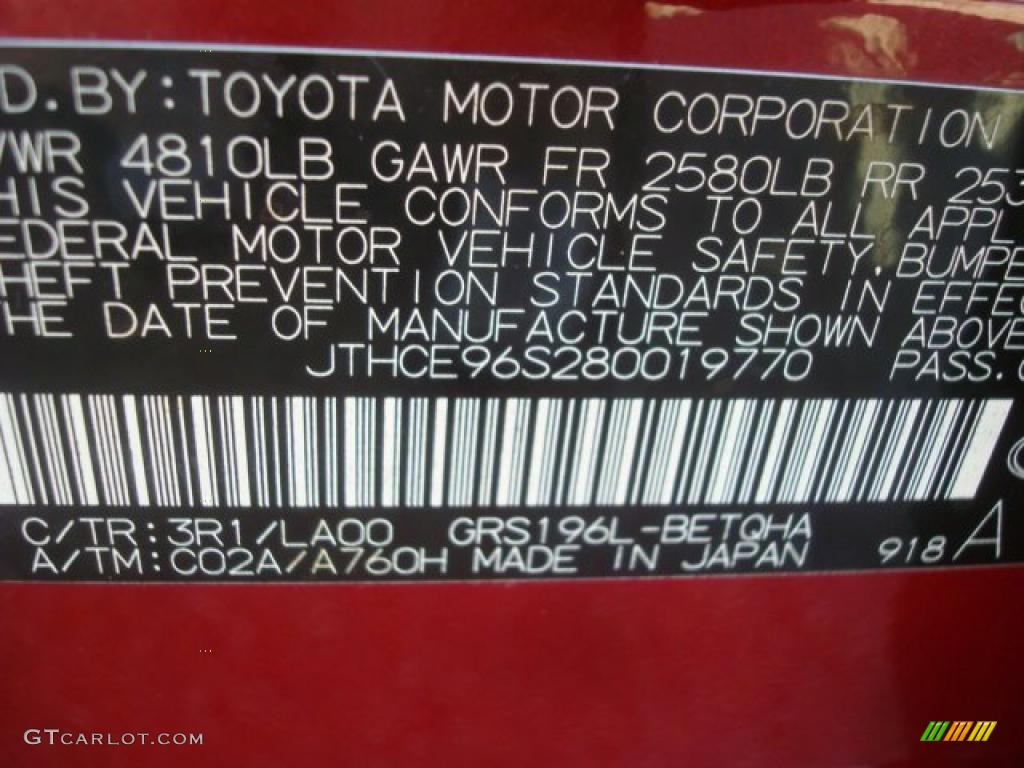 D.BY:TOYOTA MOTOR CORPORATION
VWR 4810LB GAWR FR 2580LB RR 253
HIS VEHICLE CONFORMS TO ALL APPL
EDERAL MOTOR VEHICLE SAFETY,BUMPE
HEFT PREVENTION STANDARDS IN EFFEC
HE DATE OF MANUFACTURE SHOWN ABOVE
JTHCE96S280019770 PASS.
C/TR:3R1/LA00 GRS196L-BETQHA
A/TM:C02A/A760H MADE IN JAPAN 918 A
GTCARLOT.COM